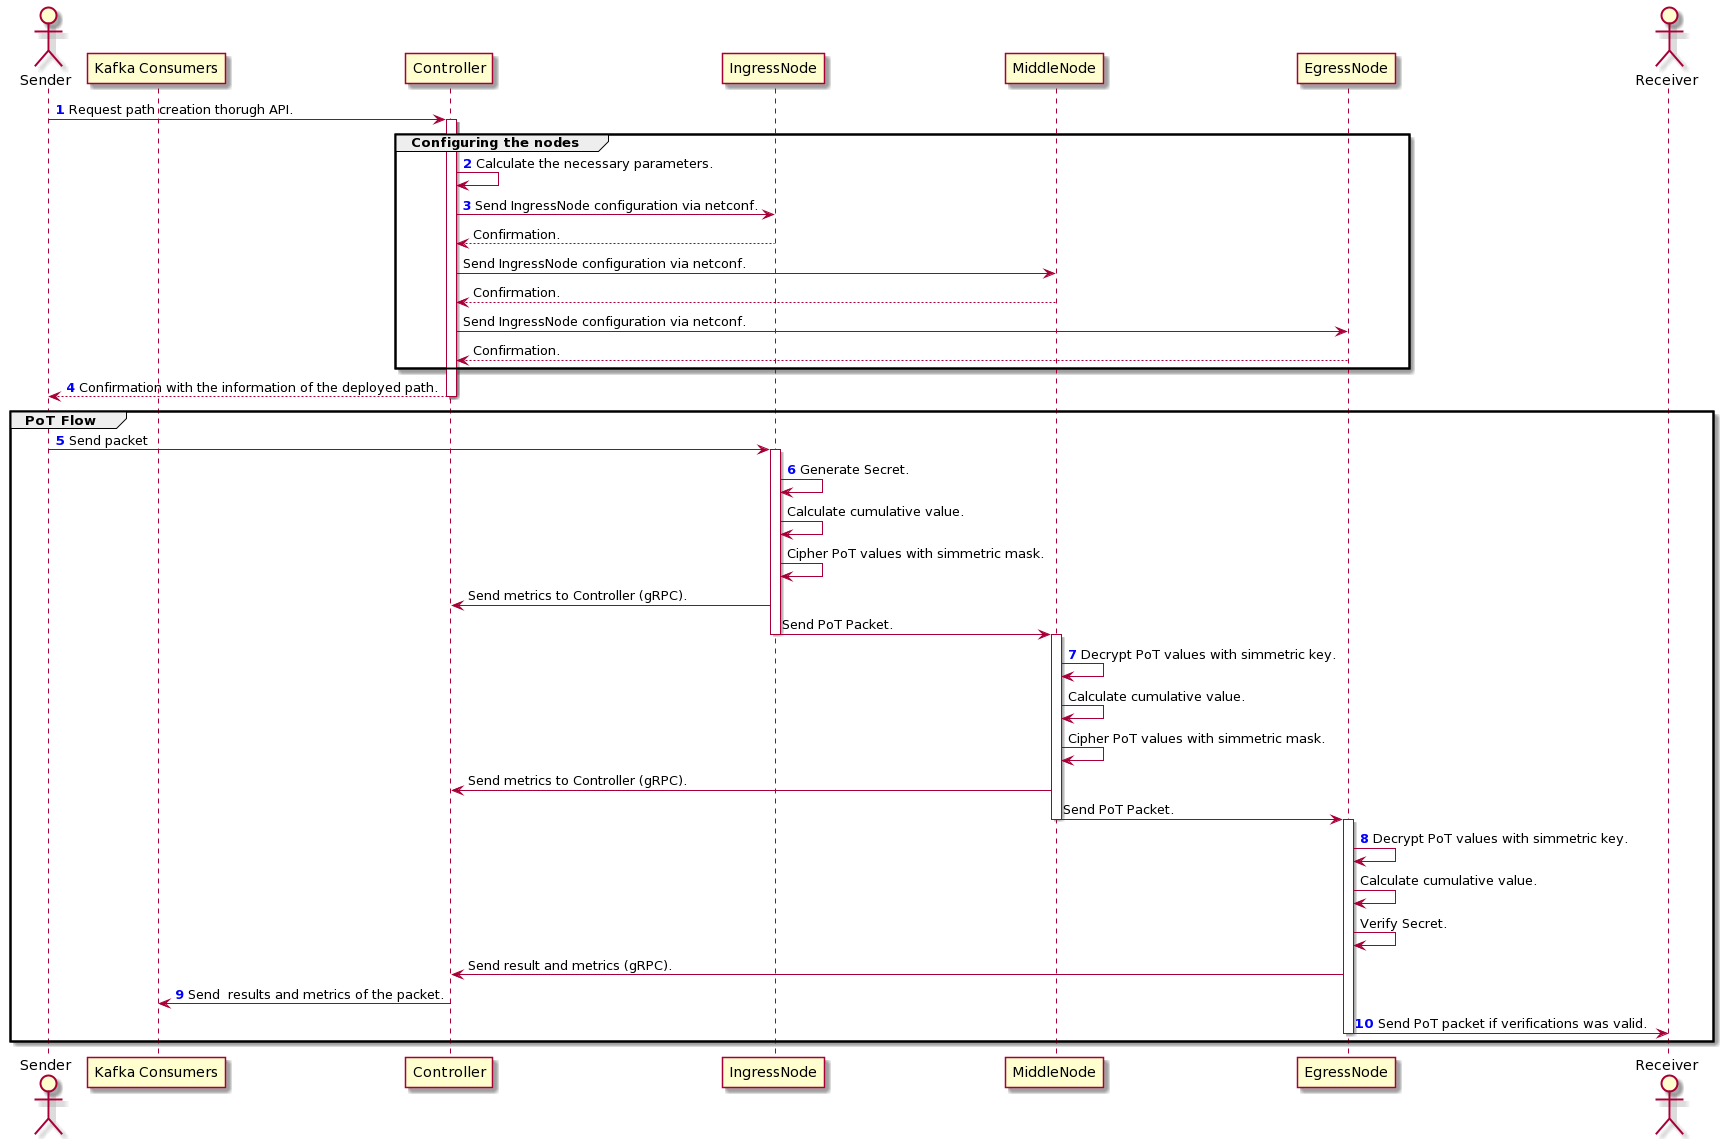 Sender
Kafka Consumers
Controller
IngressNode
MiddleNode
EgressNode
Receiver
1 Request path creation thorugh API.
Configuring the nodes
2 Calculate the necessary parameters.
3 Send IngressNode configuration via netconf.
Confirmation.
Send IngressNode configuration via netconf.
Confirmation.
Send IngressNode configuration via netconf.
Confirmation.
4 Confirmation with the information of the deployed path.
PoT Flow
5 Send packet
6 Generate Secret.
Calculate cumulative value.
Cipher PoT values with simmetric mask.
Send metrics to Controller (gRPC).
Send PoT Packet.
7 Decrypt PoT values with simmetric key.
Calculate cumulative value.
Cipher PoT values with simmetric mask.
Send metrics to Controller (gRPC).
Send PoT Packet.
8 Decrypt PoT values with simmetric key.
Calculate cumulative value.
Verify Secret.
Send result and metrics (gRPC).
9 Send  results and metrics of the packet.
10 Send PoT packet if verifications was valid.
Sender
Kafka Consumers
Controller
IngressNode
MiddleNode
EgressNode
Receiver